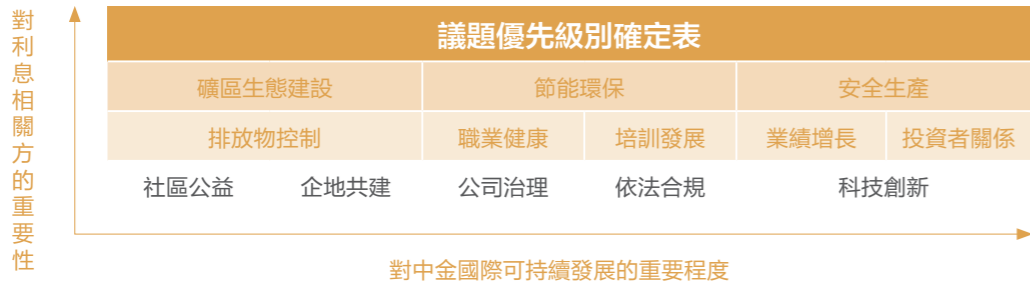 對利息相關方的重要性
議題優先級別確定表
礦區生態建設 節能環保 安全生產
排放物控制 職業健康 培訓發展 業績增長 投資者關係
社區公益 企地共建 公司治理 依法合規 科技創新
對中金國際可持續發展的重要程度